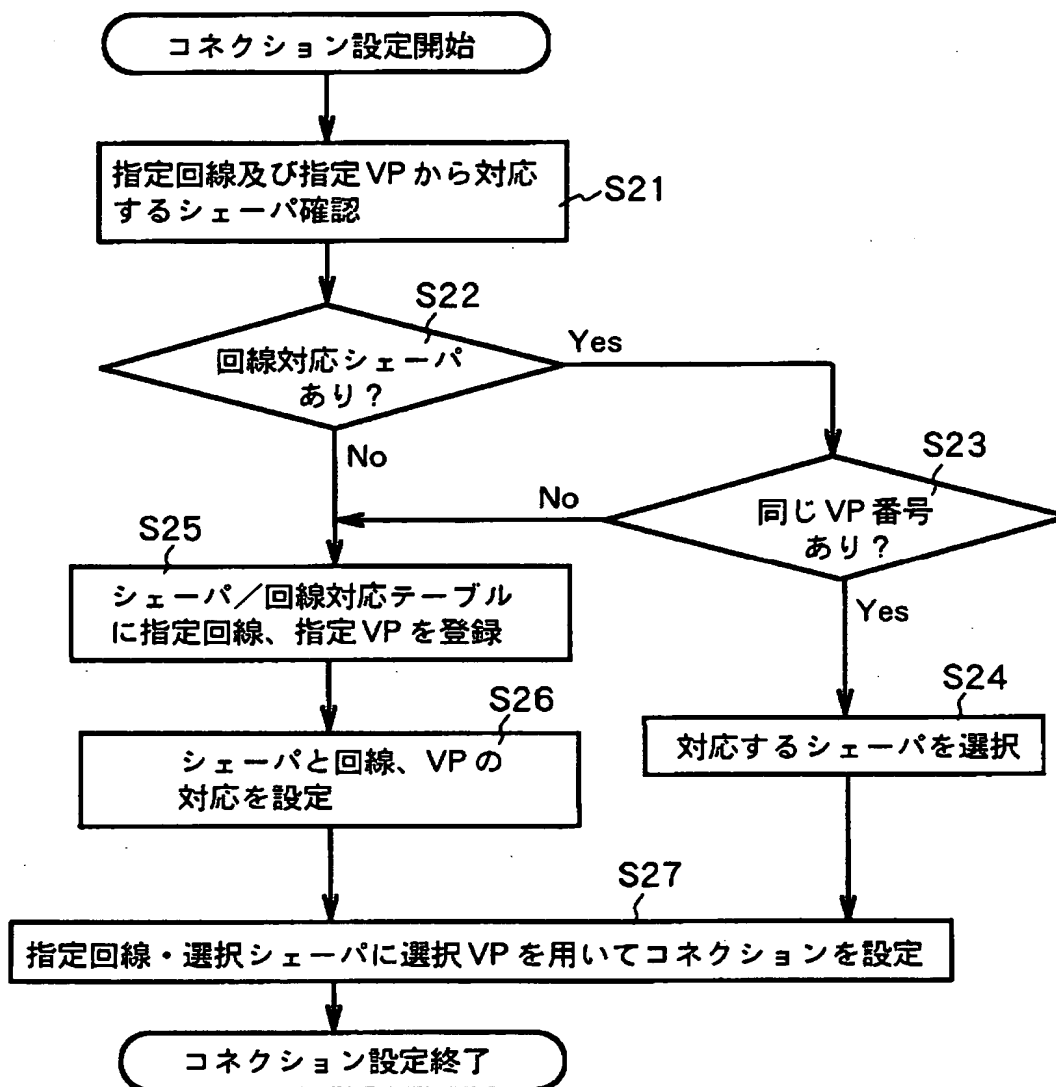 コネクション設定開始
指定回線及び指定VPから対応
するシェーパ確認
S21
S22
回線対応シェーパ
あり?
Yes
No
S23
同じVP番号
あり?
No
Yes
S25
シェーパ／回線対応テーブル
に指定回線、指定VPを登録
S26
シェーパと回線、VPの
対応を設定
S24
対応するシェーパを選択
S27
指定回線・選択シェーパに選択VPを用いてコネクションを設定
コネクション設定終了